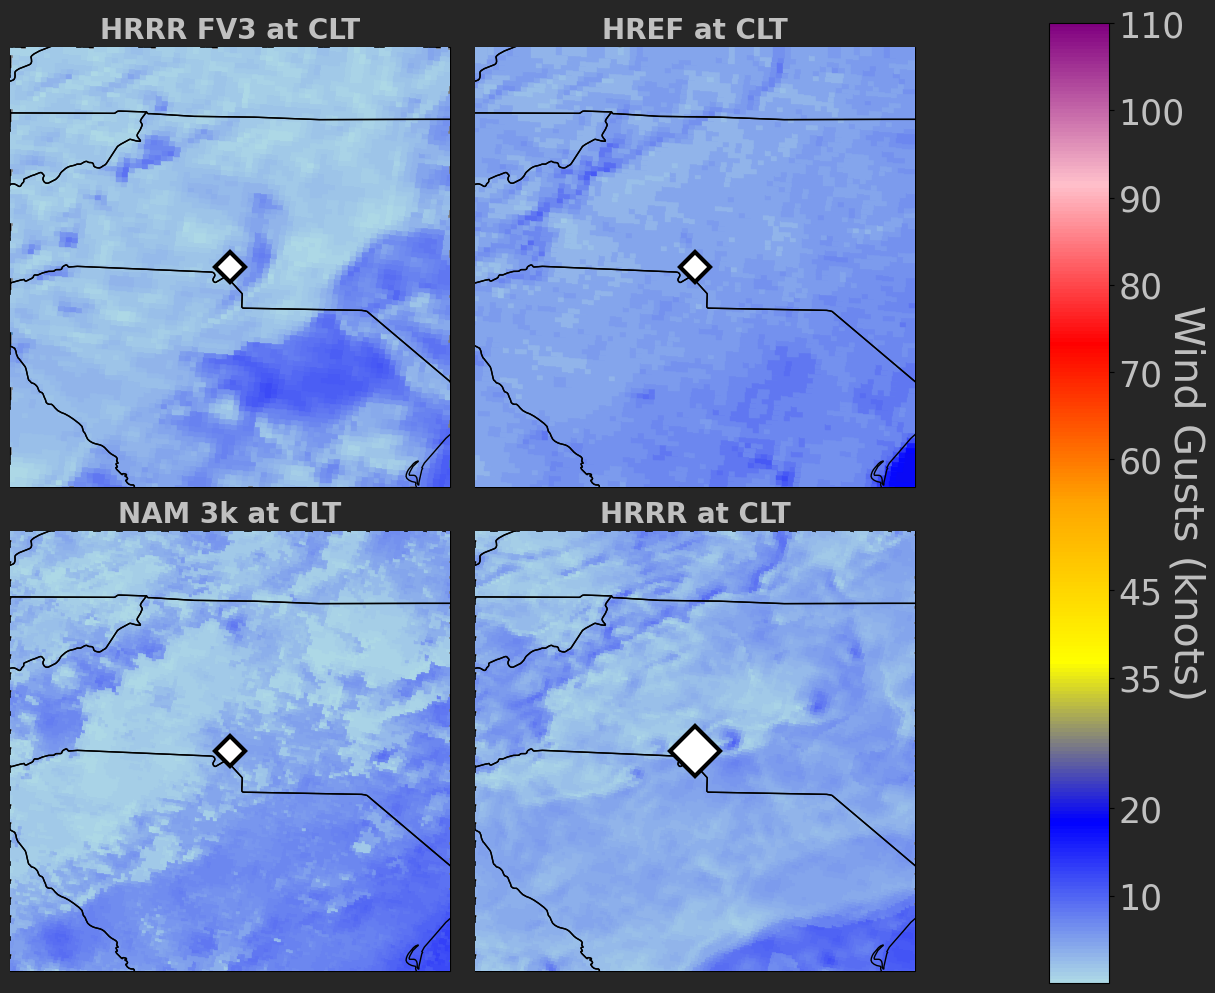 HRRR FV3 at CLT
HREF at CLT
NAM 3k at CLT
HRRR at CLT
110
100
90
80
70
60
45
35
20
10
Wind Gusts (knots)